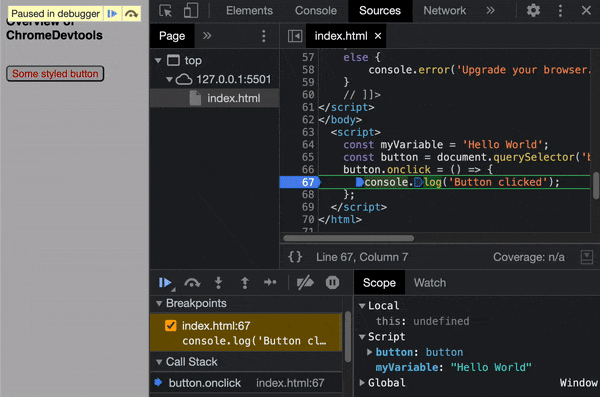 Paused in debugger
Overview of
ChromeDevtools
Some styled button
Elements Console Sources Network »
Page »
top
127.0.0.1:5501
index.html
index.html ×
57 else {
58 console.error('Upgrade your browser.
59 }
60 // ]]>
61 </script>
62 </body>
63 <script>
64 const myVariable = 'Hello World';
65 const button = document.querySelector('b
66 button.onclick = () => {
67 console.log('Button clicked');
68 };
69 </script>
70 </html>
71
{} Line 67, Column 7 Coverage: n/a
Breakpoints
index.html:67
console.log('Button cl…
Call Stack
button.onclick index.html:67
Scope Watch
Local
this: undefined
Script
button: button
myVariable: "Hello World"
Global Window